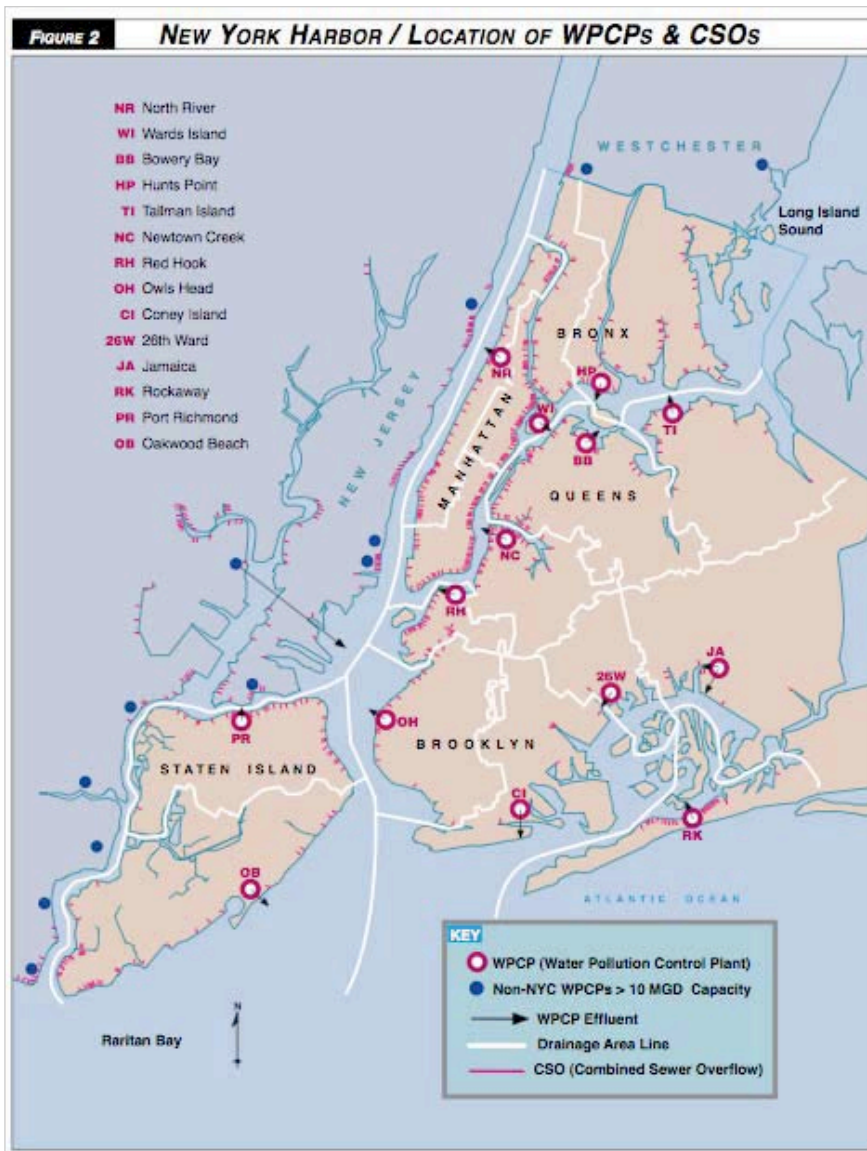 FIGURE 2
NEW YORK HARBOR / LOCATION OF WPCPS & CSOS
NR North River
WI Wards Island
BB Bowery Bay
HP Hunts Point
TI Tallman Island
NC Newtown Creek
RH Red Hook
OH Owls Head
CI Coney Island
26W 26th Ward
JA Jamaica
RK Rockaway
PR Port Richmond
OB Oakwood Beach
WESTCHESTER
Long Island
Sound
BRONX
NEW JERSEY
MANHATTAN
NR
HP
WI
TI
BB
QUEENS
NC
RH
JA
26W
OH
PR
BROOKLYN
STATEN ISLAND
CI
RK
OB
ATLANTIC OCEAN
KEY
WPCP (Water Pollution Control Plant)
Non-NYC WPCPs > 10 MGD Capacity
WPCP Effluent
Drainage Area Line
CSO (Combined Sewer Overflow)
N
Raritan Bay